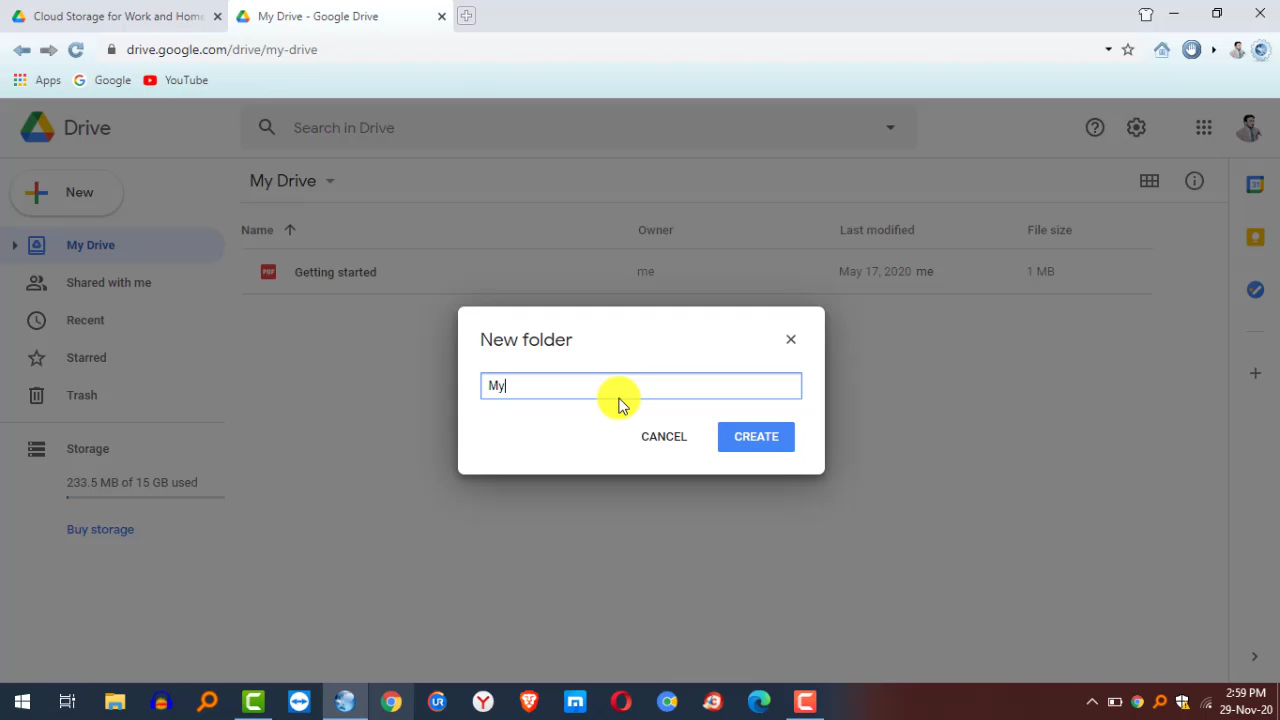 Cloud Storage for Work and Home
My Drive - Google Drive
drive.google.com/drive/my-drive
Apps
Google
YouTube
Drive
Search in Drive
New
My Drive
Name
Owner
Last modified
File size
My Drive
PDF
Getting started
me
May 17, 2020 me
1 MB
Shared with me
Recent
Starred
Trash
New folder
My
CANCEL
CREATE
Storage
233.5 MB of 15 GB used
Buy storage
31
UR
2:59 PM
29-Nov-20